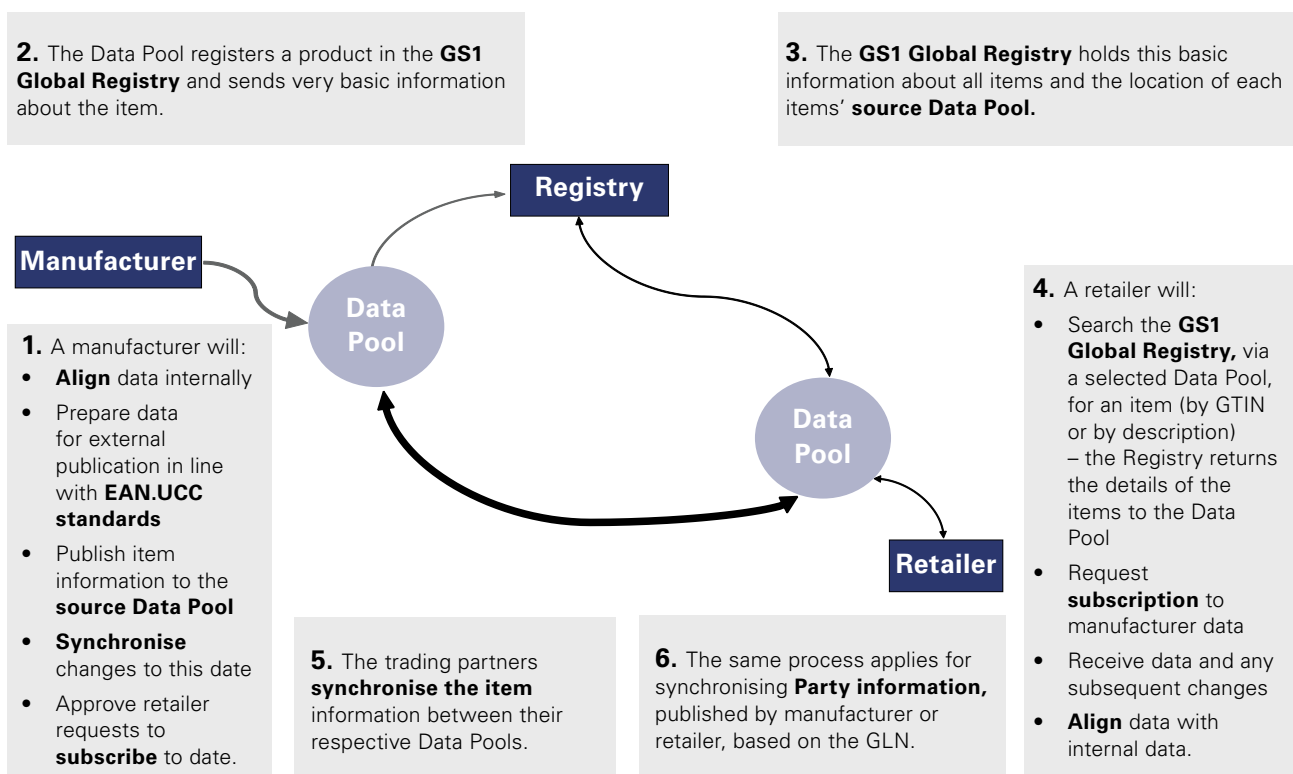 2. The Data Pool registers a product in the GS1
Global Registry and sends very basic information
about the item.
3. The GS1 Global Registry holds this basic
information about all items and the location of each
items’ source Data Pool.
Registry
Manufacturer
Data
Pool
Data
Pool
Retailer
1. A manufacturer will:
• Align data internally
• Prepare data
for external
publication in line
with EAN.UCC
standards
• Publish item
information to the
source Data Pool
• Synchronise
changes to this date
• Approve retailer
requests to
subscribe to date.
4. A retailer will:
• Search the GS1
Global Registry, via
a selected Data Pool,
for an item (by GTIN
or by description)
– the Registry returns
the details of the
items to the Data
Pool
• Request
subscription to
manufacturer data
• Receive data and any
subsequent changes
• Align data with
internal data.
5. The trading partners
synchronise the item
information between their
respective Data Pools.
6. The same process applies for
synchronising Party information,
published by manufacturer or
retailer, based on the GLN.